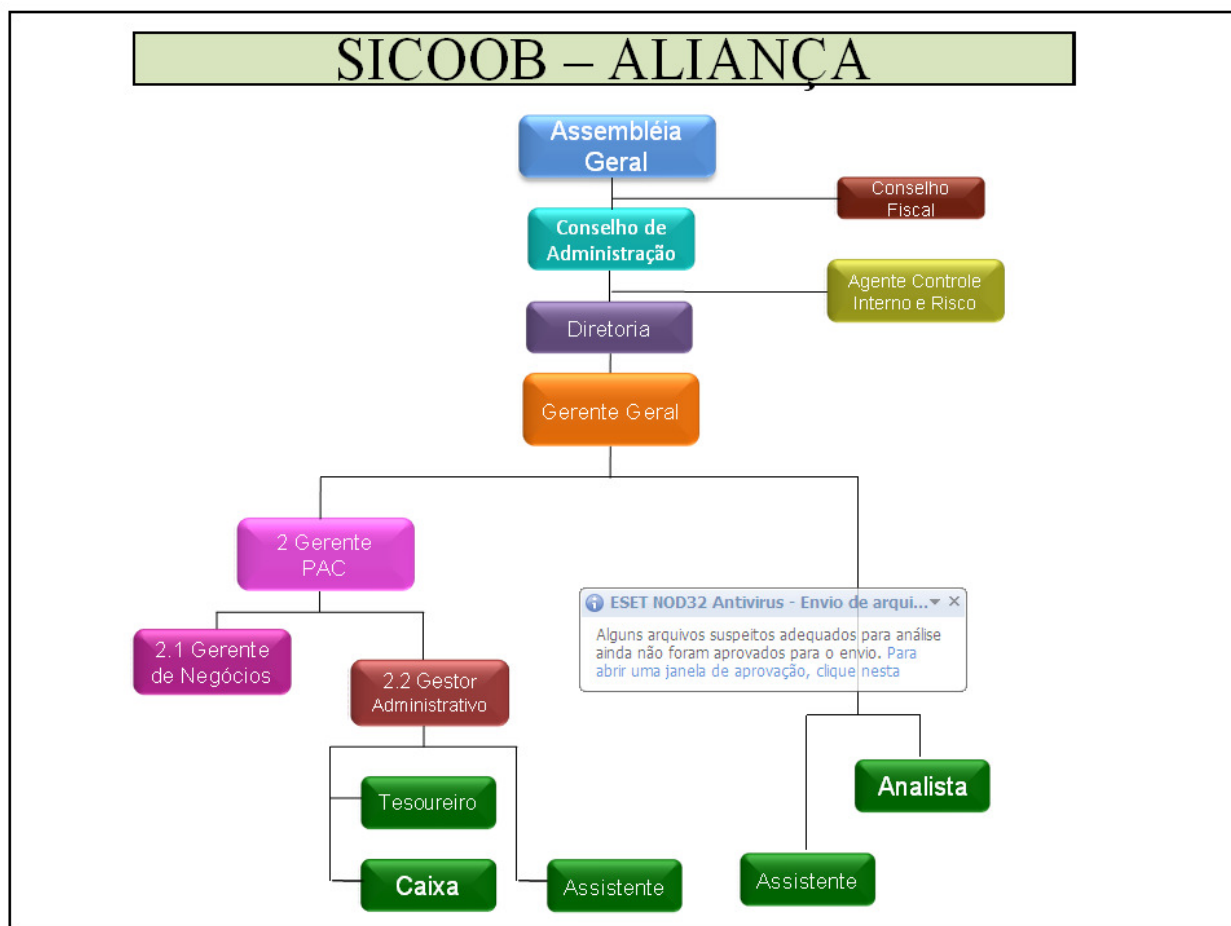 SICOOB – ALIANÇA
Assembléia
Geral
Conselho
Fiscal
Conselho de
Administração
Agente Controle
Interno e Risco
Diretoria
Gerente Geral
2 Gerente
PAC
2.1 Gerente
de Negócios
2.2 Gestor
Administrativo
ESET NOD32 Antivirus - Envio de arqui...
Alguns arquivos suspeitos adequados para análise
ainda não foram aprovados para o envio. Para
abrir uma janela de aprovação, clique nesta
Tesoureiro
Analista
Caixa
Assistente
Assistente